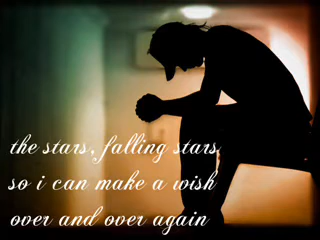 the stars, falling stars
so i can make a wish
over and over again